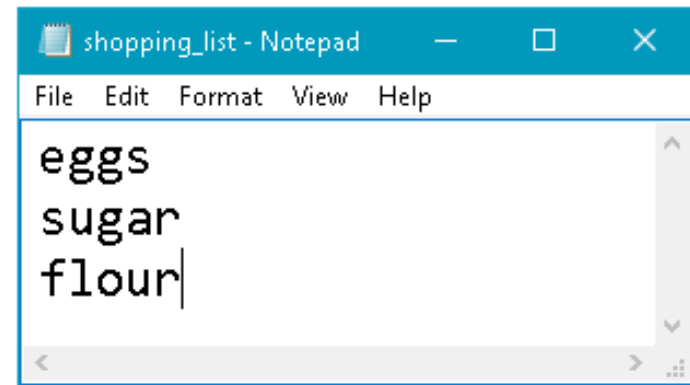 shopping_list - Notepad
File Edit Format View Help
eggs
sugar
flour